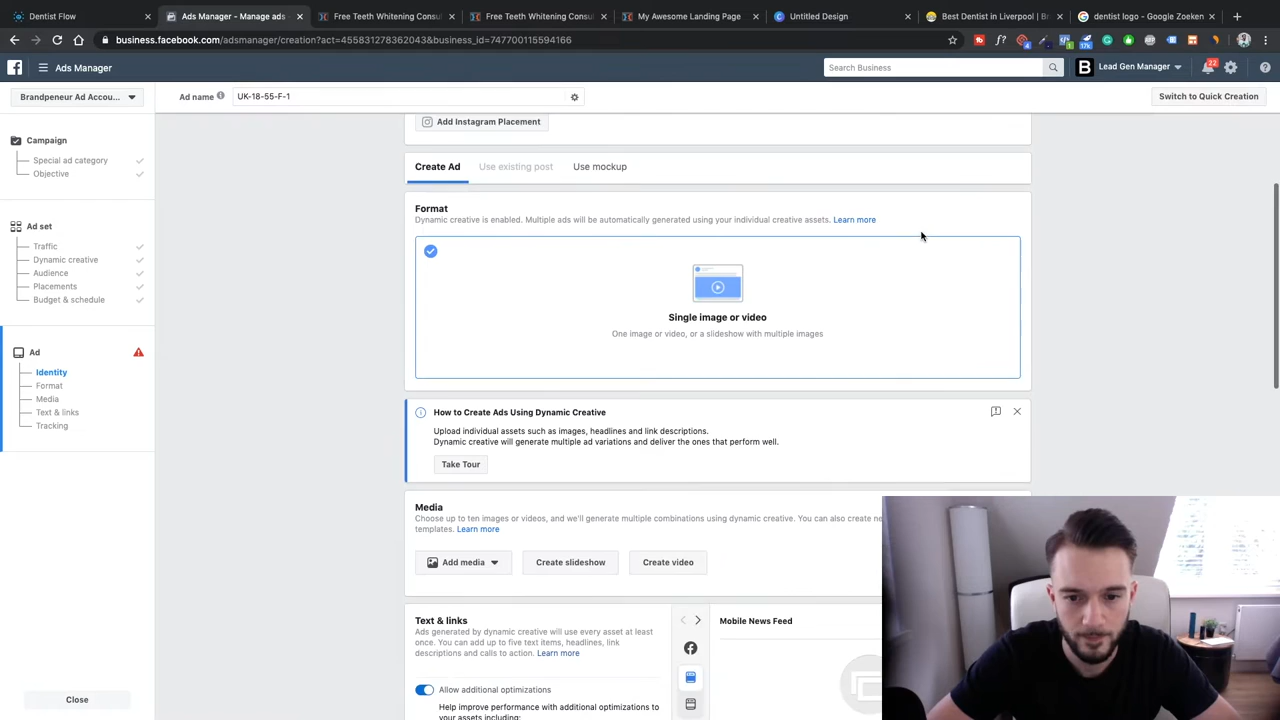 Dentist Flow
Ads Manager - Manage ads -
Free Teeth Whitening Consul
Free Teeth Whitening Consul
My Awesome Landing Page
Untitled Design
Best Dentist in Liverpool | Br
dentist logo - Google Zoeken
business.facebook.com/adsmanager/creation?act=455831278362043&business_id=747700115594166
Ads Manager
Search Business
Lead Gen Manager
22
Brandpeneur Ad Accou...
Ad name
UK-18-55-F-1
Switch to Quick Creation
Add Instagram Placement
Campaign
Special ad category
Objective
Create Ad
Use existing post
Use mockup
Format
Dynamic creative is enabled. Multiple ads will be automatically generated using your individual creative assets. Learn more
Ad set
Traffic
Dynamic creative
Audience
Placements
Budget & schedule
Single image or video
One image or video, or a slideshow with multiple images
Ad
Identity
Format
Media
Text & links
Tracking
How to Create Ads Using Dynamic Creative
Upload individual assets such as images, headlines and link descriptions.
Dynamic creative will generate multiple ad variations and deliver the ones that perform well.
Take Tour
Media
Choose up to ten images or videos, and we'll generate multiple combinations using dynamic creative. You can also create ne
templates. Learn more
Add media
Create slideshow
Create video
Text & links
Ads generated by dynamic creative will use every asset at least
once. You can add up to five text items, headlines, link
descriptions and calls to action. Learn more
Mobile News Feed
Allow additional optimizations
Help improve performance with additional optimizations to
your assets including:
Close